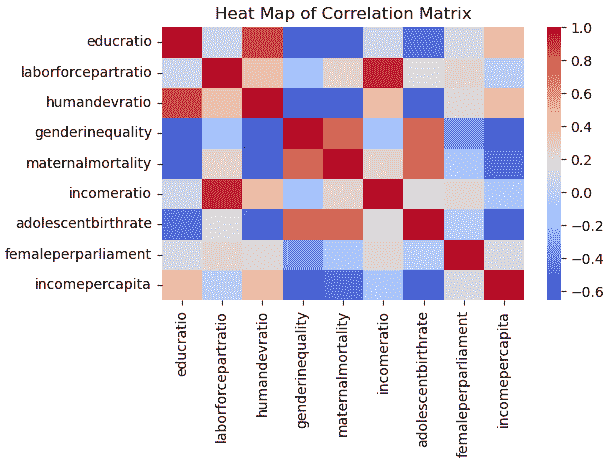 Heat Map of Correlation Matrix
educratio
laborforcepartratio
humandevratio
genderinequality
maternalmortality
incomeratio
adolescentbirthrate
femaleperparliament
incomepercapita
educratio
laborforcepartratio
humandevratio
genderinequality
maternalmortality
incomeratio
adolescentbirthrate
femaleperparliament
incomepercapita
1.0
0.8
0.6
0.4
0.2
0.0
−0.2
−0.4
−0.6